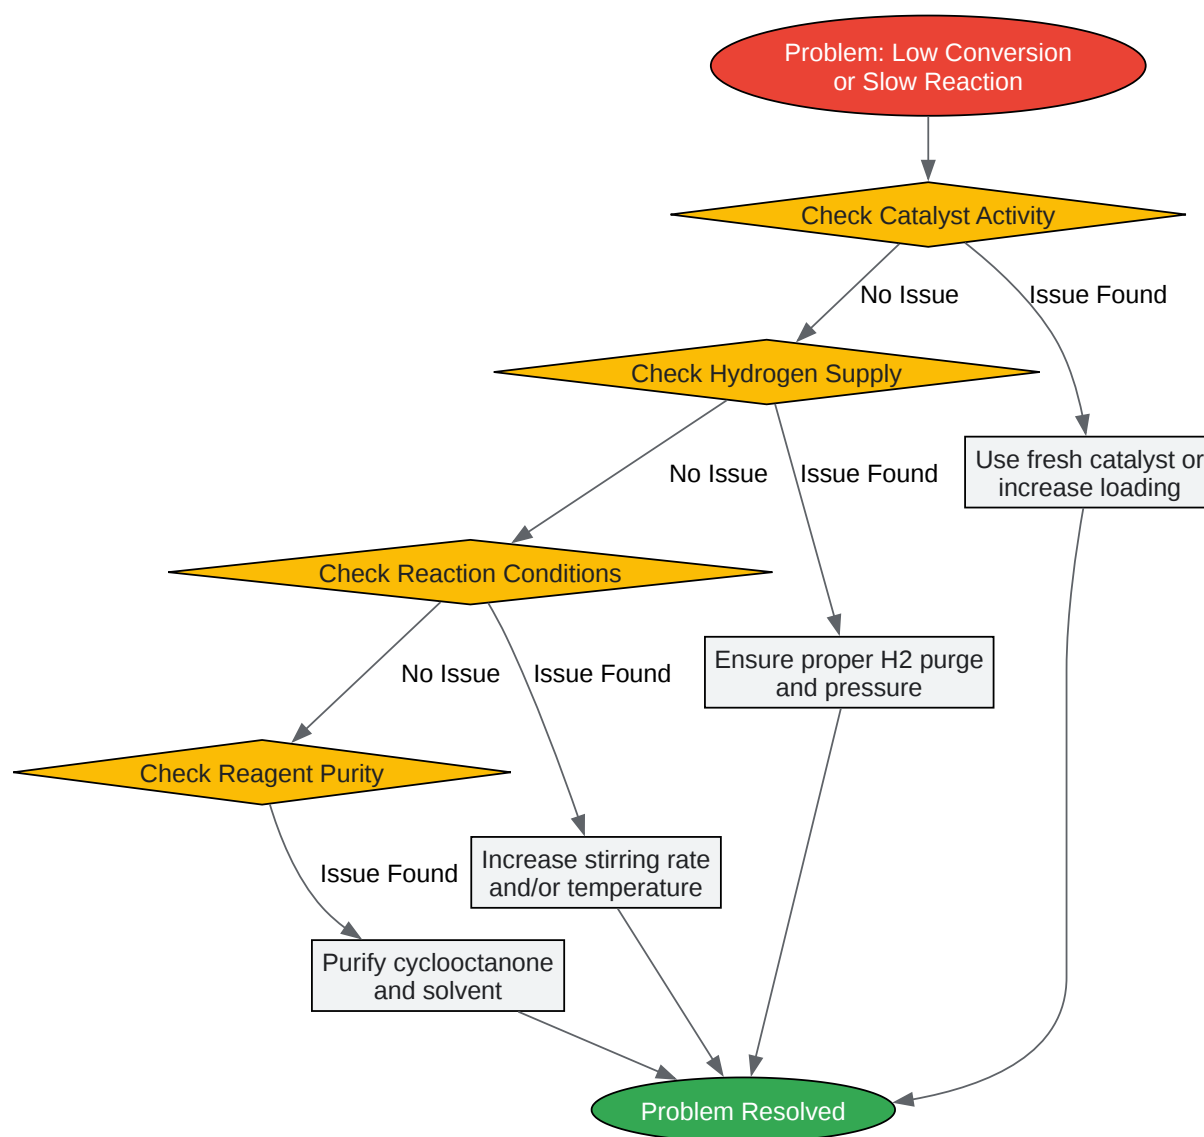 Problem: Low Conversion
or Slow Reaction
Check Catalyst Activity
No Issue
Issue Found
Check Hydrogen Supply
Use fresh catalyst or
increase loading
No Issue
Issue Found
Check Reaction Conditions
Ensure proper H2 purge
and pressure
No Issue
Issue Found
Check Reagent Purity
Increase stirring rate
and/or temperature
Issue Found
Purify cyclooctanone
and solvent
Problem Resolved